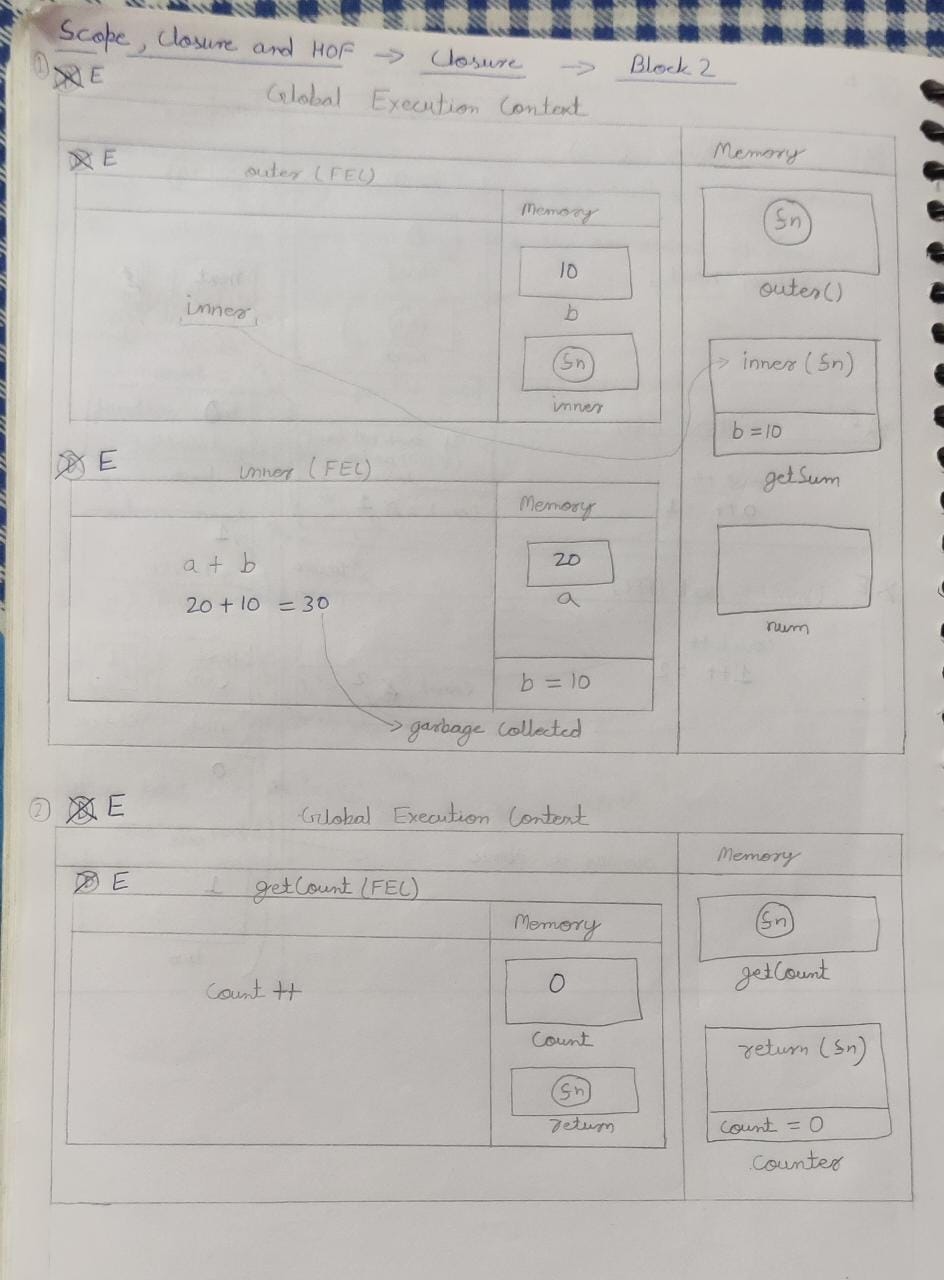 Scope, Closure and HOF → Closure → Block 2
① E
Global Execution Context
Memory
E
outer (FEC)
Memory
fn
outer()
10
b
inner
fn
inner
inner (fn)
b = 10
getSum
E
inner (FEC)
Memory
a + b
20 + 10 = 30
20
a
num
b = 10
→ garbage collected
② E
Global Execution Context
Memory
E
getCount (FEC)
Memory
fn
getCount
Count ++
0
Count
return (fn)
fn
return
count = 0
Counter